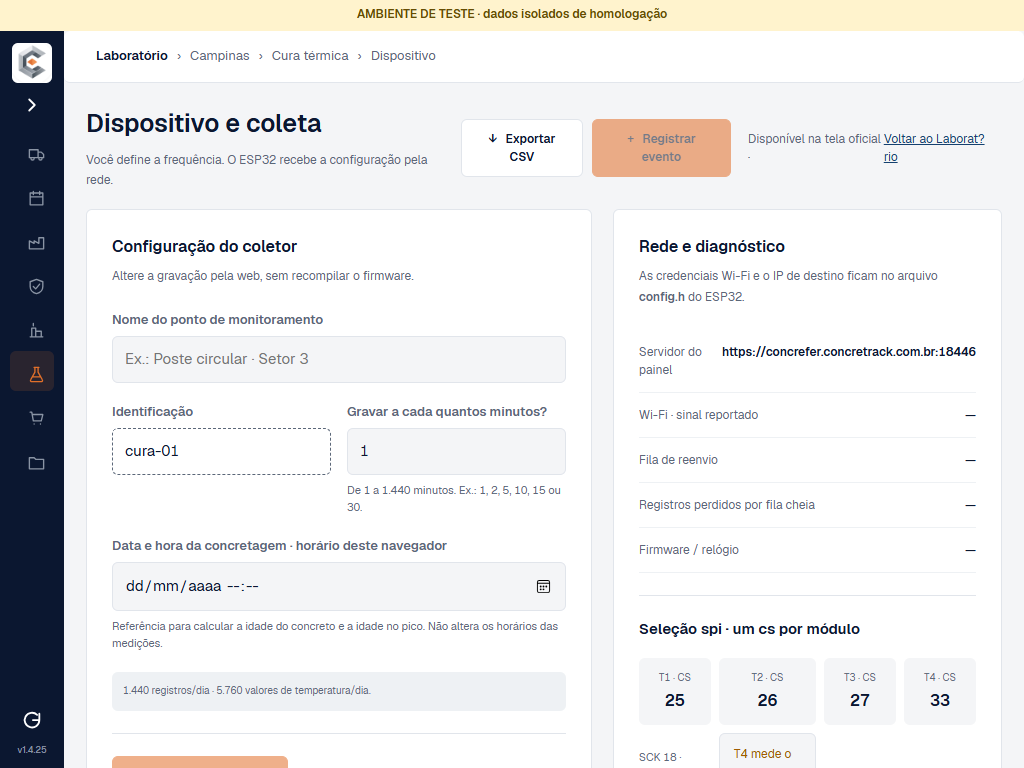 AMBIENTE DE TESTE · dados isolados de homologação
Laboratório › Campinas › Cura térmica › Dispositivo
Dispositivo e coleta
Você define a frequência. O ESP32 recebe a configuração pela
rede.
↓ Exportar
CSV
+ Registrar
evento
Disponível na tela oficial
·
Voltar ao Laborat?
rio
Configuração do coletor
Altere a gravação pela web, sem recompilar o firmware.
Nome do ponto de monitoramento
Ex.: Poste circular · Setor 3
Identificação
cura-01
Gravar a cada quantos minutos?
1
De 1 a 1.440 minutos. Ex.: 1, 2, 5, 10, 15 ou
30.
Data e hora da concretagem · horário deste navegador
dd/mm/aaaa --:--
Referência para calcular a idade do concreto e a idade no pico. Não altera os horários das
medições.
1.440 registros/dia · 5.760 valores de temperatura/dia.
Rede e diagnóstico
As credenciais Wi-Fi e o IP de destino ficam no arquivo
config.h do ESP32.
Servidor do
painel
https://concrefer.concretrack.com.br:18446
Wi-Fi · sinal reportado —
Fila de reenvio —
Registros perdidos por fila cheia —
Firmware / relógio —
Seleção spi · um cs por módulo
T1 · CS
25
T2 · CS
26
T3 · CS
27
T4 · CS
33
SCK 18 ·
T4 mede o
v1.4.25